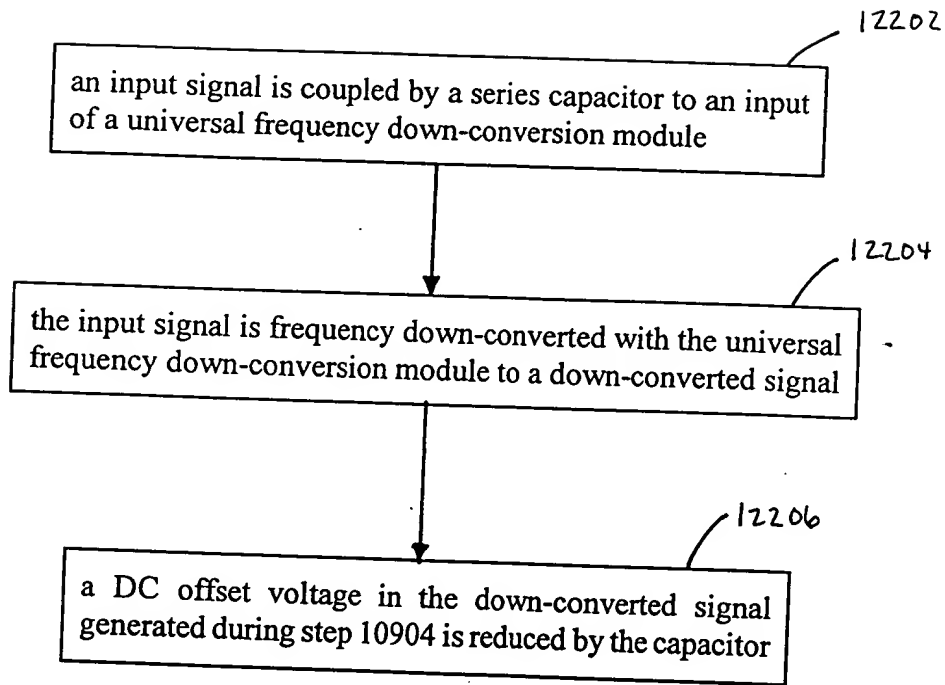 12202
an input signal is coupled by a series capacitor to an input
of a universal frequency down-conversion module
12204
the input signal is frequency down-converted with the universal
frequency down-conversion module to a down-converted signal
12206
a DC offset voltage in the down-converted signal
generated during step 10904 is reduced by the capacitor